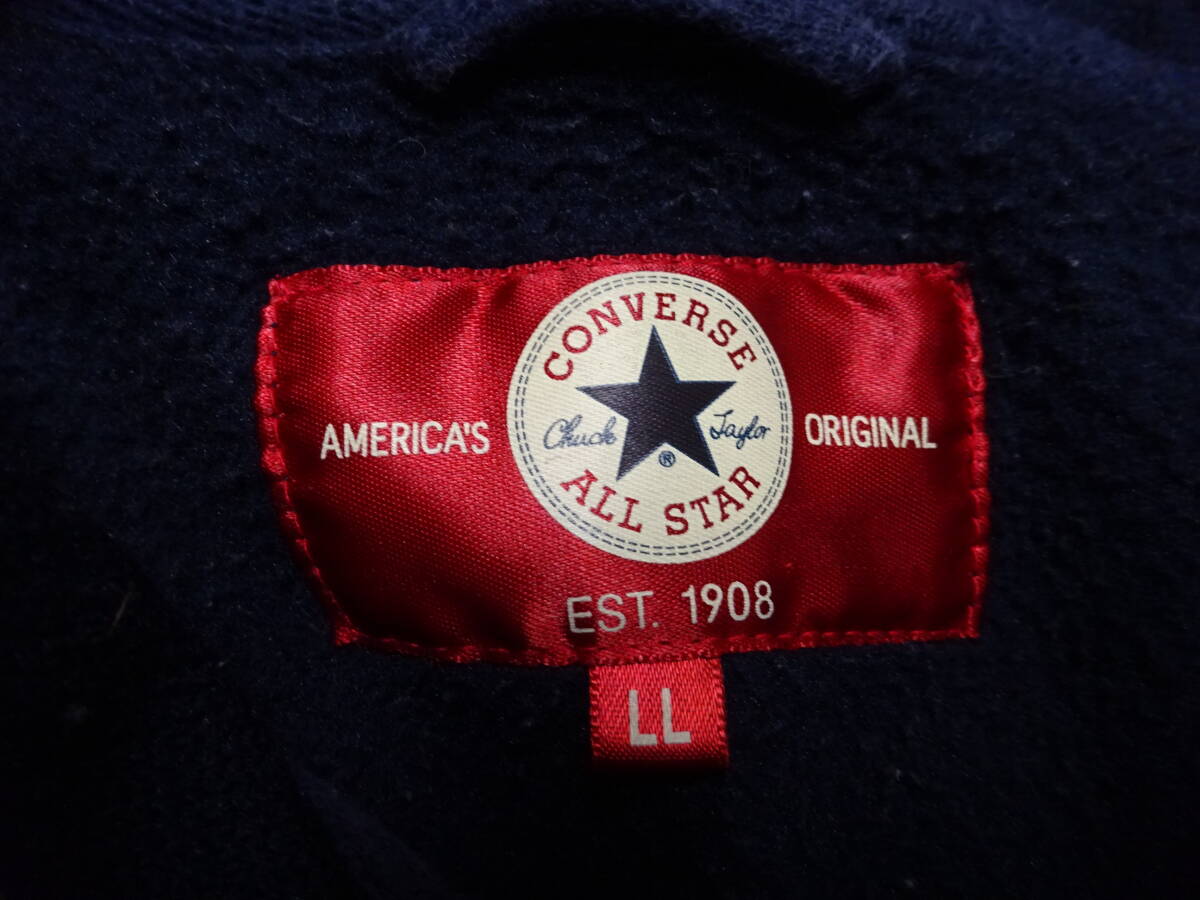 CONVERSE
AMERICA'S Chuck Taylor ORIGINAL
®
ALL STAR
EST. 1908
LL